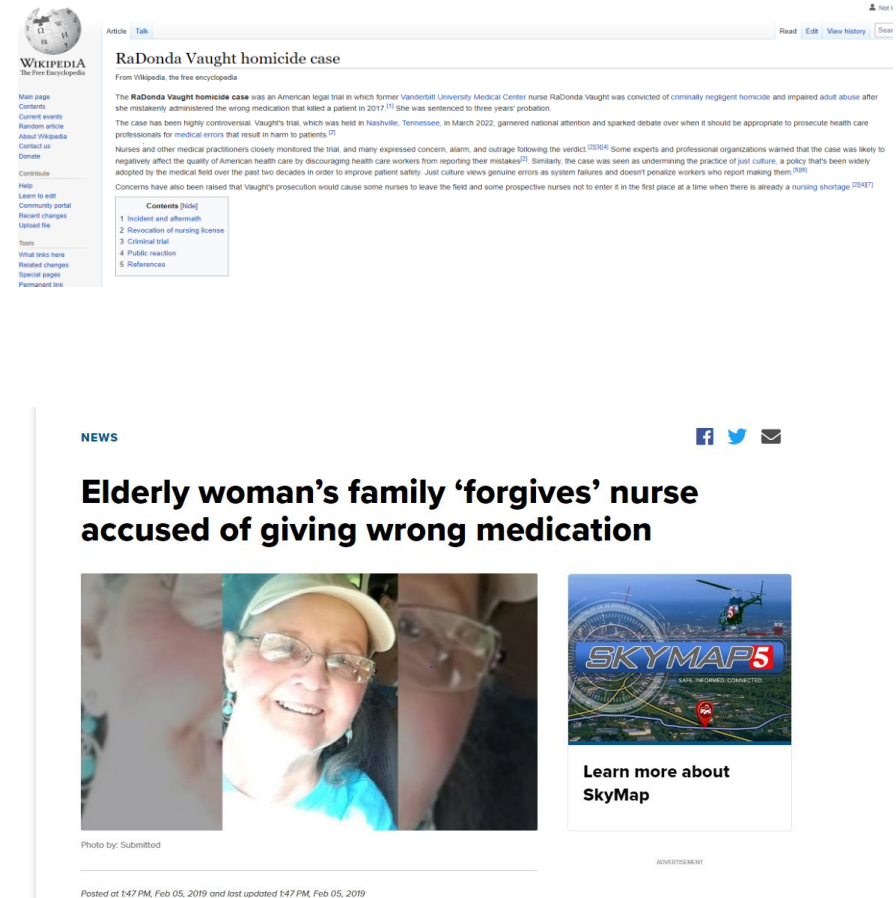 Not l
Article Talk
Read Edit View history Sear
WIKIPEDIA
The Free Encyclopedia
Main page
Contents
Current events
Random article
About Wikipedia
Contact us
Donate
Contribute
Help
Learn to edit
Community portal
Recent changes
Upload file
Tools
What links here
Related changes
Special pages
Permanent link
RaDonda Vaught homicide case
From Wikipedia, the free encyclopedia
The RaDonda Vaught homicide case was an American legal trial in which former Vanderbilt University Medical Center nurse RaDonda Vaught was convicted of criminally negligent homicide and impaired adult abuse after
she mistakenly administered the wrong medication that killed a patient in 2017.[1] She was sentenced to three years' probation.
The case has been highly controversial. Vaught's trial, which was held in Nashville, Tennessee, in March 2022, garnered national attention and sparked debate over when it should be appropriate to prosecute health care
professionals for medical errors that result in harm to patients.[2]
Nurses and other medical practitioners closely monitored the trial, and many expressed concern, alarm, and outrage following the verdict.[2][3][4] Some experts and professional organizations warned that the case was likely to
negatively affect the quality of American health care by discouraging health care workers from reporting their mistakes[2]. Similarly, the case was seen as undermining the practice of just culture, a policy that's been widely
adopted by the medical field over the past two decades in order to improve patient safety. Just culture views genuine errors as system failures and doesn't penalize workers who report making them.[5][6]
Concerns have also been raised that Vaught's prosecution would cause some nurses to leave the field and some prospective nurses not to enter it in the first place at a time when there is already a nursing shortage.[2][4][7]
Contents [hide]
1 Incident and aftermath
2 Revocation of nursing license
3 Criminal trial
4 Public reaction
5 References
NEWS
Elderly woman's family ‘forgives’ nurse
accused of giving wrong medication
SKYMAP5
SAFE. INFORMED. CONNECTED.
Learn more about
SkyMap
Photo by: Submitted
ADVERTISEMENT
Posted at 1:47 PM, Feb 05, 2019 and last updated 1:47 PM, Feb 05, 2019